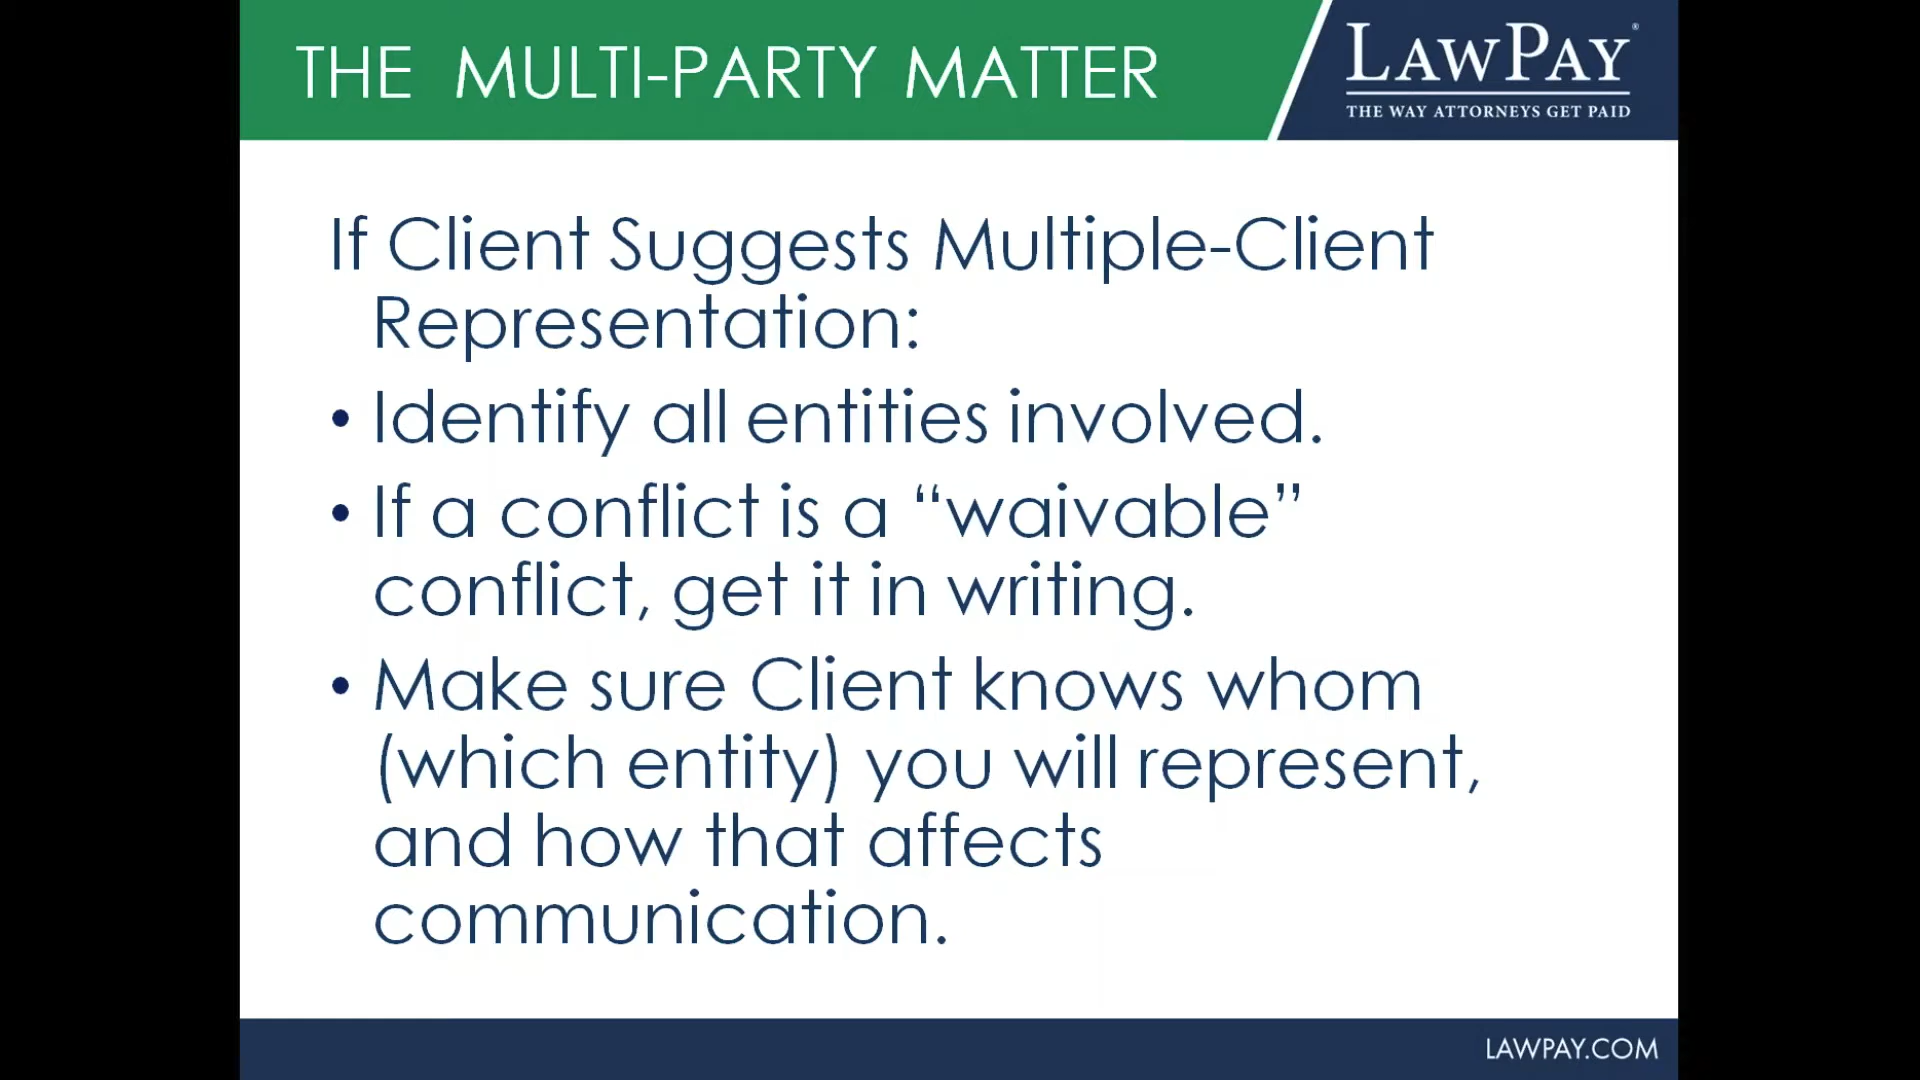 THE MULTI-PARTY MATTER
LAWPAY®
THE WAY ATTORNEYS GET PAID
If Client Suggests Multiple-Client
Representation:
• Identify all entities involved.
• If a conflict is a “waivable”
conflict, get it in writing.
• Make sure Client knows whom
(which entity) you will represent,
and how that affects
communication.
LAWPAY.COM